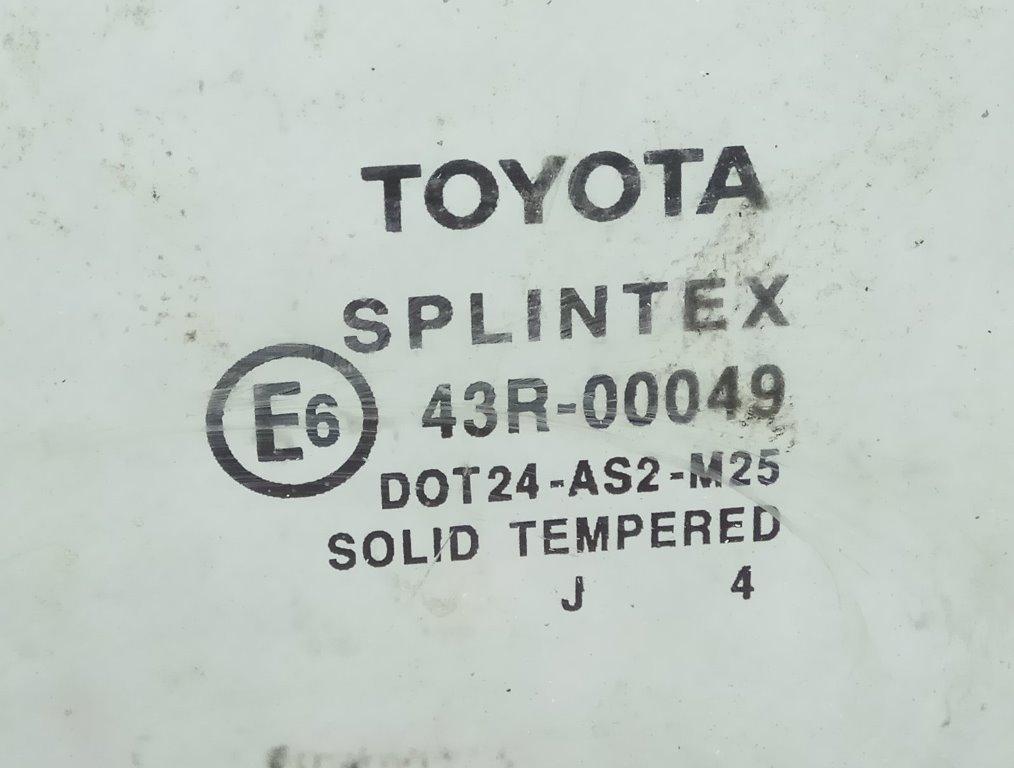 TOYOTA
SPLINTEX
E6 43R-00049
DOT24-AS2-M25
SOLID TEMPERED
J 4